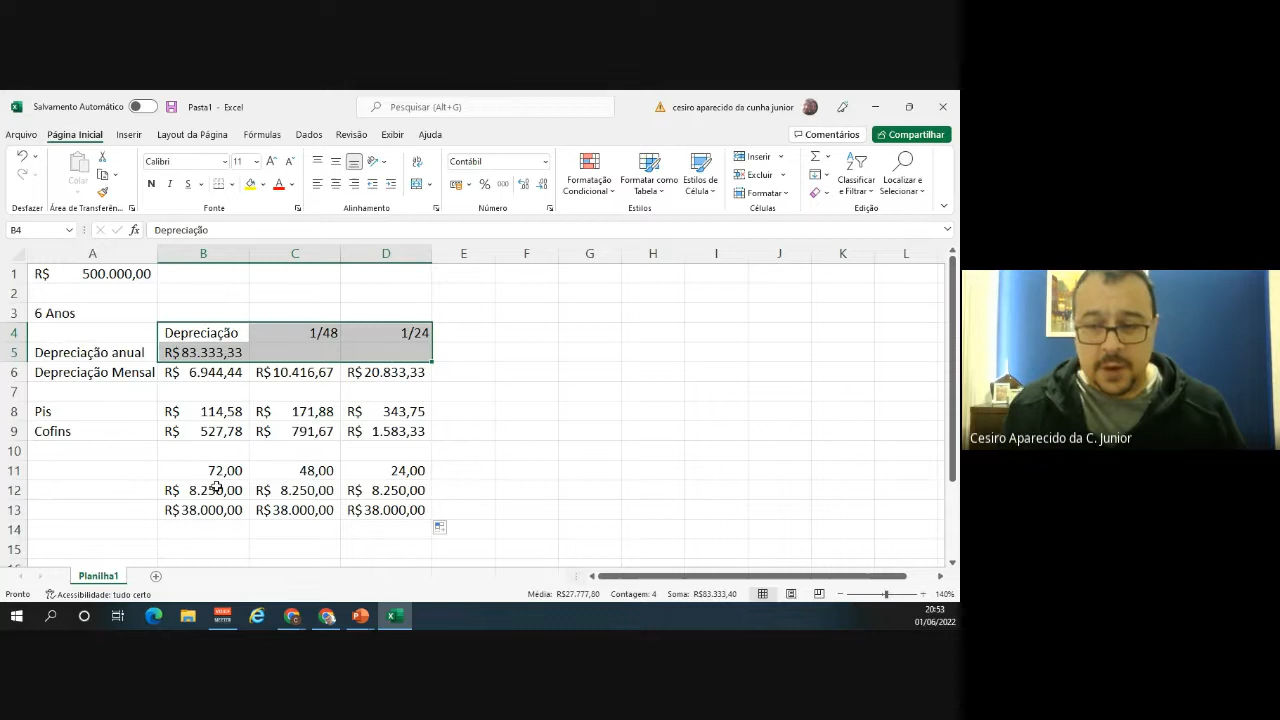 Salvamento Automático
Pasta1 - Excel
Pesquisar (Alt+G)
cesiro aparecido da cunha junior
Arquivo Página Inicial Inserir Layout da Página Fórmulas Dados Revisão Exibir Ajuda
Comentários Compartilhar
Colar
Calibri 11
N I S
Contábil
% 000
Formatação Condicional
Formatar como Tabela
Estilos de Célula
Inserir
Excluir
Formatar
Classificar e Filtrar
Localizar e Selecionar
Desfazer Área de Transferên... Fonte Alinhamento Número Estilos Células Edição
B4 fx Depreciação
A B C D E F G H I J K L
1 R$ 500.000,00
2
3 6 Anos
4 Depreciação 1/48 1/24
5 Depreciação anual R$ 83.333,33
6 Depreciação Mensal R$ 6.944,44 R$ 10.416,67 R$ 20.833,33
7
8 Pis R$ 114,58 R$ 171,88 R$ 343,75
9 Cofins R$ 527,78 R$ 791,67 R$ 1.583,33
10
11 72,00 48,00 24,00
12 R$ 8.250,00 R$ 8.250,00 R$ 8.250,00
13 R$ 38.000,00 R$ 38.000,00 R$ 38.000,00
14
15
Planilha1
Pronto Acessibilidade: tudo certo Média: R$27.777,80 Contagem: 4 Soma: R$83.333,40 140%
20:53
01/06/2022
Cesiro Aparecido da C. Junior